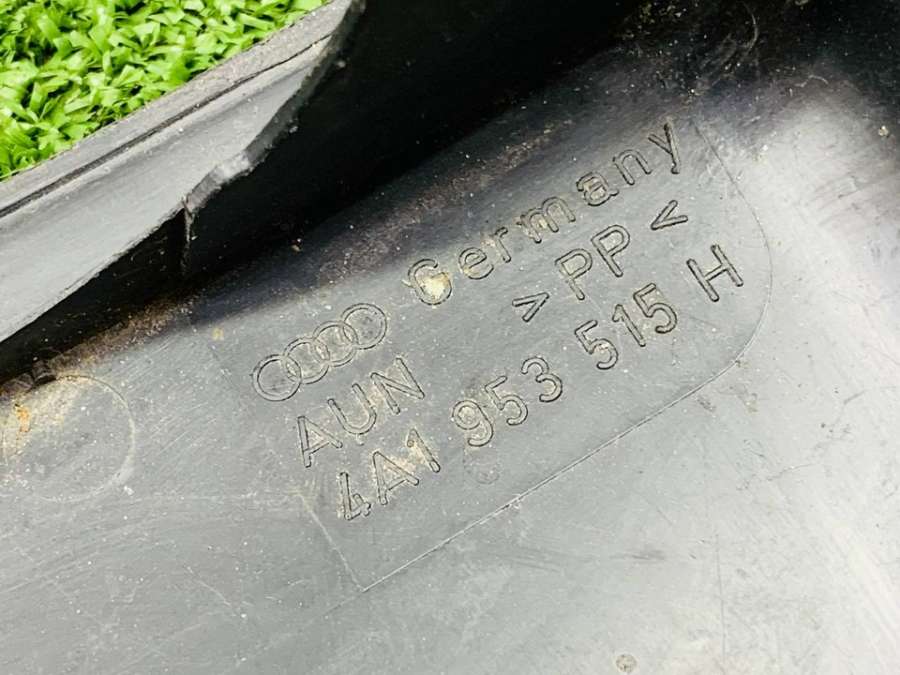 Germany
AUN >PP<
4A1 953 515 H